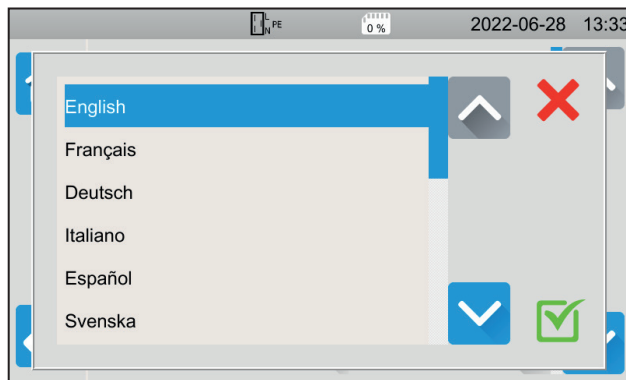 L
N PE
0 %
2022-06-28 13:33
English
Français
Deutsch
Italiano
Español
Svenska